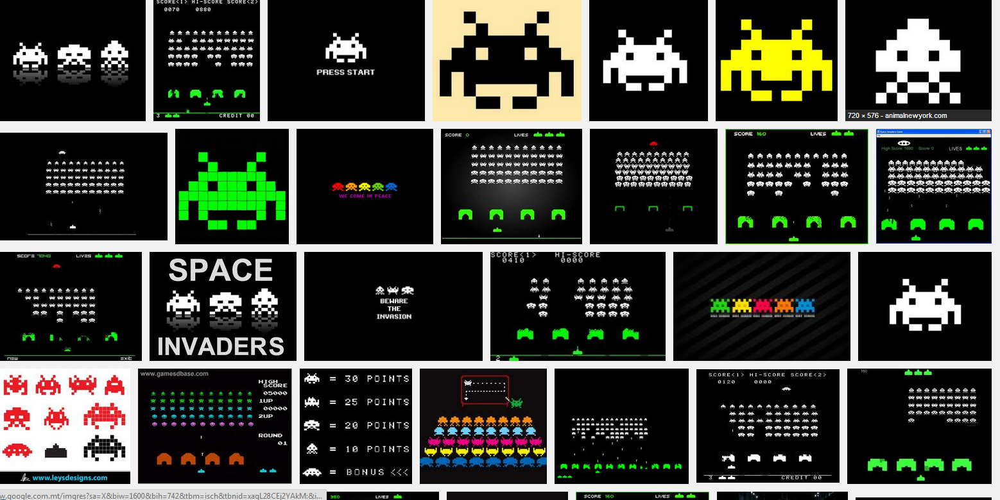 SCORE<1> HI-SCORE SCORE<2>
0070 0880
3 CREDIT 00
PRESS START
720 × 576 - animalnewyork.com
WE COME IN PEACE
SCORE 0 LIVES
SCORE 160 LIVES
Space Invaders Game
High Score: 1690 Score: 0 LIVES
SCORE 7040 LIVES
NEW EXIT
SPACE
INVADERS
BEWARE
THE
INVASION
SCORE<1> HI-SCORE
0410 0000
2
www.leysdesigns.com
www.gamesdbase.com
HIGH
SCORE
05000
1UP
00000
2UP
ROUND
01
= 30 POINTS
= 25 POINTS
= 20 POINTS
= 10 POINTS
= BONUS <<<
SCORE<1> HI-SCORE SCORE<2>
0120 0000
3 CREDIT 00
160
w.google.com.mt/imgres?sa=X&biw=1600&bih=742&tbm=isch&tbnid=xaqL28CEj2YAkM:&i...
350 LIVES
SCORE 160 LIVES